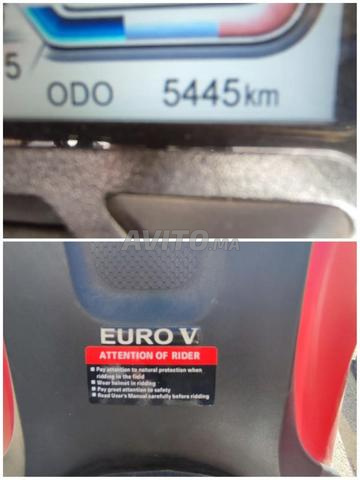 5
ODO 5445km
AVITO.MA
EURO V
ATTENTION OF RIDER
■ Pay attention to natural protection when
ridding in the field
■ Wear helmet in ridding
■ Pay great attention to safety
■ Read User's Manual carefully before ridding